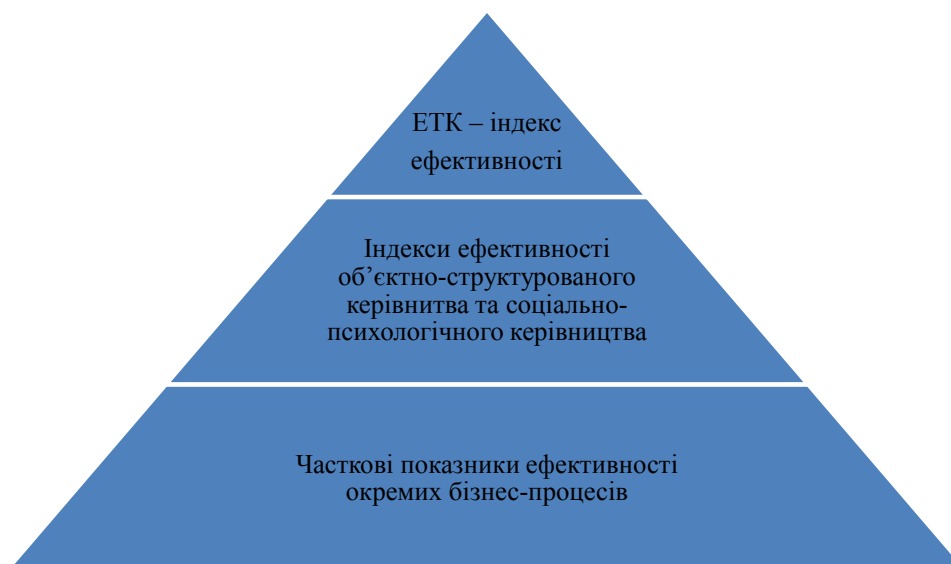 ЕТК – індекс
ефективності
Індекси ефективності
об’єктно-структурованого
керівнитва та соціально-
психологічного керівництва
Часткові показники ефективності
окремих бізнес-процесів